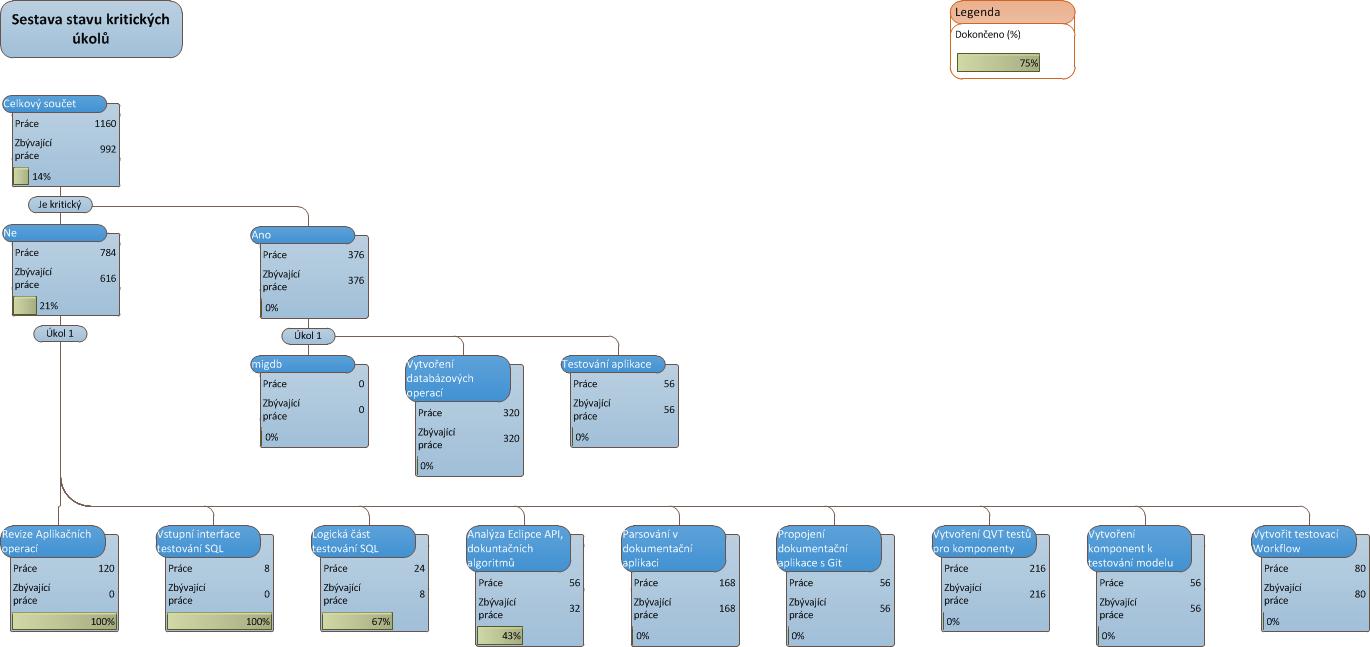 Sestava stavu kritických
úkolů
Legenda
Dokončeno (%)
75%
Celkový součet
Práce 1160
Zbývající
práce 992
14%
Je kritický
Ne
Práce 784
Zbývající
práce 616
21%
Úkol 1
Ano
Práce 376
Zbývající
práce 376
0%
Úkol 1
migdb
Práce 0
Zbývající
práce 0
0%
Vytvoření
databázových
operací
Práce 320
Zbývající
práce 320
0%
Testování aplikace
Práce 56
Zbývající
práce 56
0%
Revize Aplikačních
operací
Práce 120
Zbývající
práce 0
100%
Vstupní interface
testování SQL
Práce 8
Zbývající
práce 0
100%
Logická část
testování SQL
Práce 24
Zbývající
práce 8
67%
Analýza Eclipce API,
dokuntačních
algoritmů
Práce 56
Zbývající
práce 32
43%
Parsování v
dokumentační
aplikaci
Práce 168
Zbývající
práce 168
0%
Propojení
dokumentační
aplikace s Git
Práce 56
Zbývající
práce 56
0%
Vytvoření QVT testů
pro komponenty
Práce 216
Zbývající
práce 216
0%
Vytvoření
komponent k
testování modelu
Práce 56
Zbývající
práce 56
0%
Vytvořit testovací
Workflow
Práce 80
Zbývající
práce 80
0%